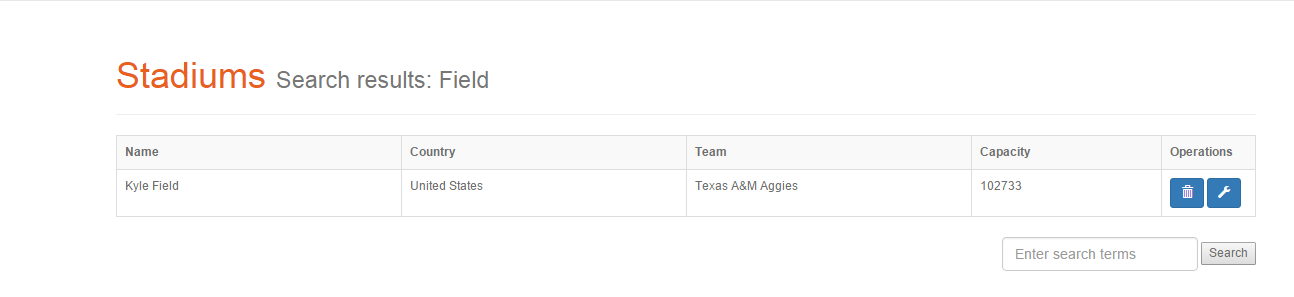 Stadiums Search results: Field
Name Country Team Capacity Operations
Kyle Field United States Texas A&M Aggies 102733
Enter search terms Search